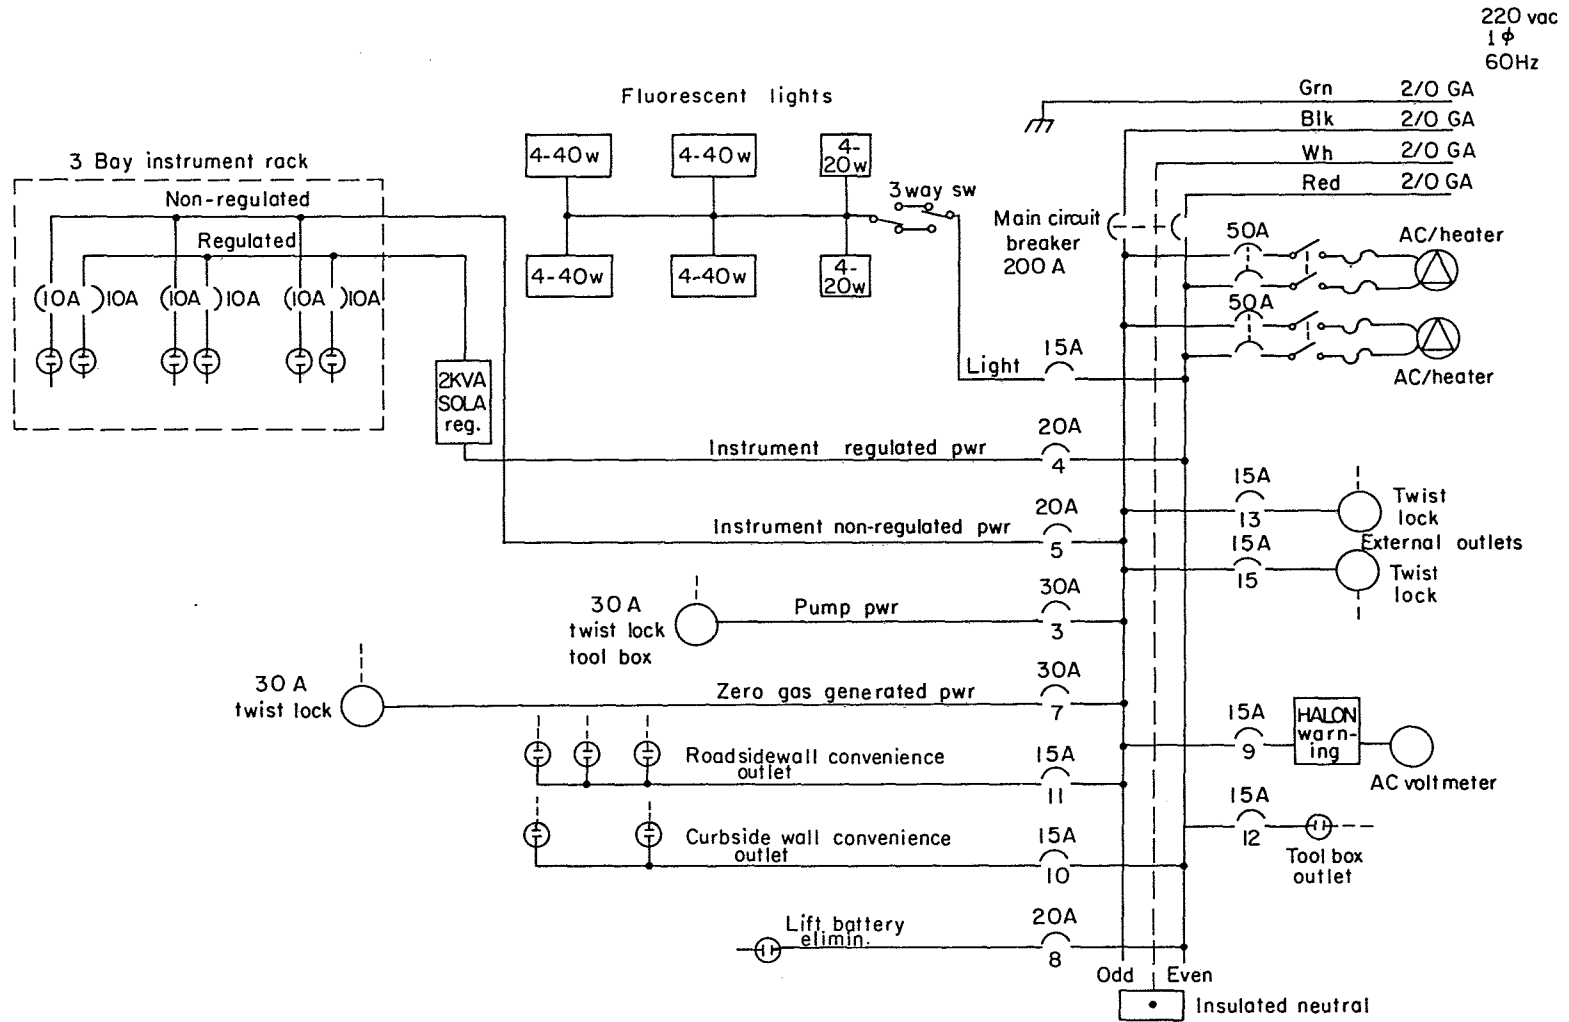 220 vac
1ϕ
60Hz
Grn 2/0 GA
Blk 2/0 GA
Wh 2/0 GA
Red 2/0 GA
Fluorescent lights
4-40w
4-40w
4-
20w
4-40w
4-40w
4-
20w
3 way sw
3 Bay instrument rack
Non-regulated
Regulated
10A
10A
10A
10A
10A
10A
2KVA
SOLA
reg.
Main circuit
breaker
200 A
50A
AC/heater
50A
AC/heater
Light
15A
Instrument regulated pwr
20A
4
Instrument non-regulated pwr
20A
5
15A
13
Twist
lock
External outlets
15A
15
Twist
lock
30A
twist lock
tool box
Pump pwr
30A
3
30A
twist lock
Zero gas generated pwr
30A
7
Roadsidewall convenience
outlet
15A
11
15A
9
HALON
warn-
ing
AC voltmeter
Curbside wall convenience
outlet
15A
10
15A
12
Tool box
outlet
Lift battery
elimin.
20A
8
Odd Even
Insulated neutral